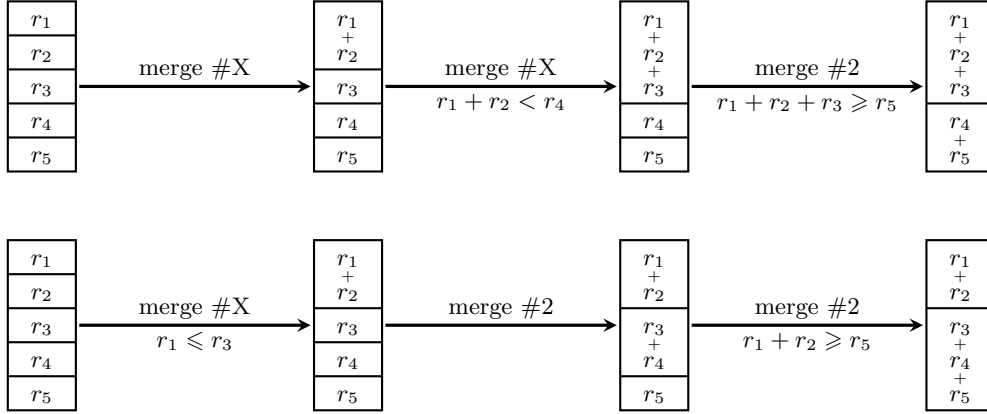 r₁ r₁ r₁ r₁
+ + +
r₂ merge #X r₂ merge #X r₂ merge #2 r₂
+ +
r₃ r₃ r₁ + r₂ < r₄ r₃ r₁ + r₂ + r₃ ⩾ r₅ r₃
r₄ r₄ r₄ r₄
+
r₅ r₅ r₅ r₅
r₁ r₁ r₁ r₁
+ + +
r₂ merge #X r₂ merge #2 r₂ merge #2 r₂
r₃ r₁ ⩽ r₃ r₃ r₃ r₁ + r₂ ⩾ r₅ r₃
+ +
r₄ r₄ r₄ r₄
+
r₅ r₅ r₅ r₅